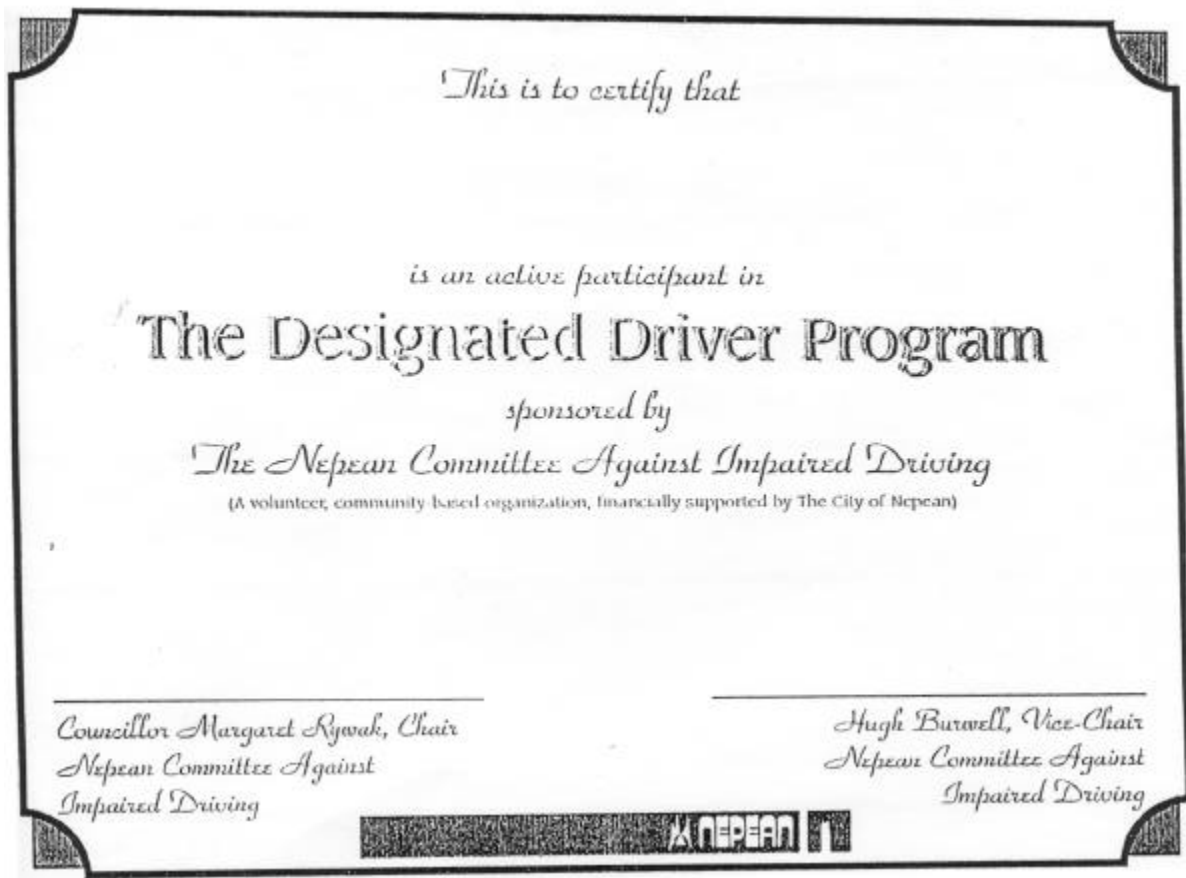 This is to certify that
is an active participant in
The Designated Driver Program
sponsored by
The Nepean Committee Against Impaired Driving
(A volunteer, community-based organization, financially supported by The City of Nepean)
Councillor Margaret Rywak, Chair
Nepean Committee Against
Impaired Driving
Hugh Burwell, Vice-Chair
Nepean Committee Against
Impaired Driving
NEPEAN